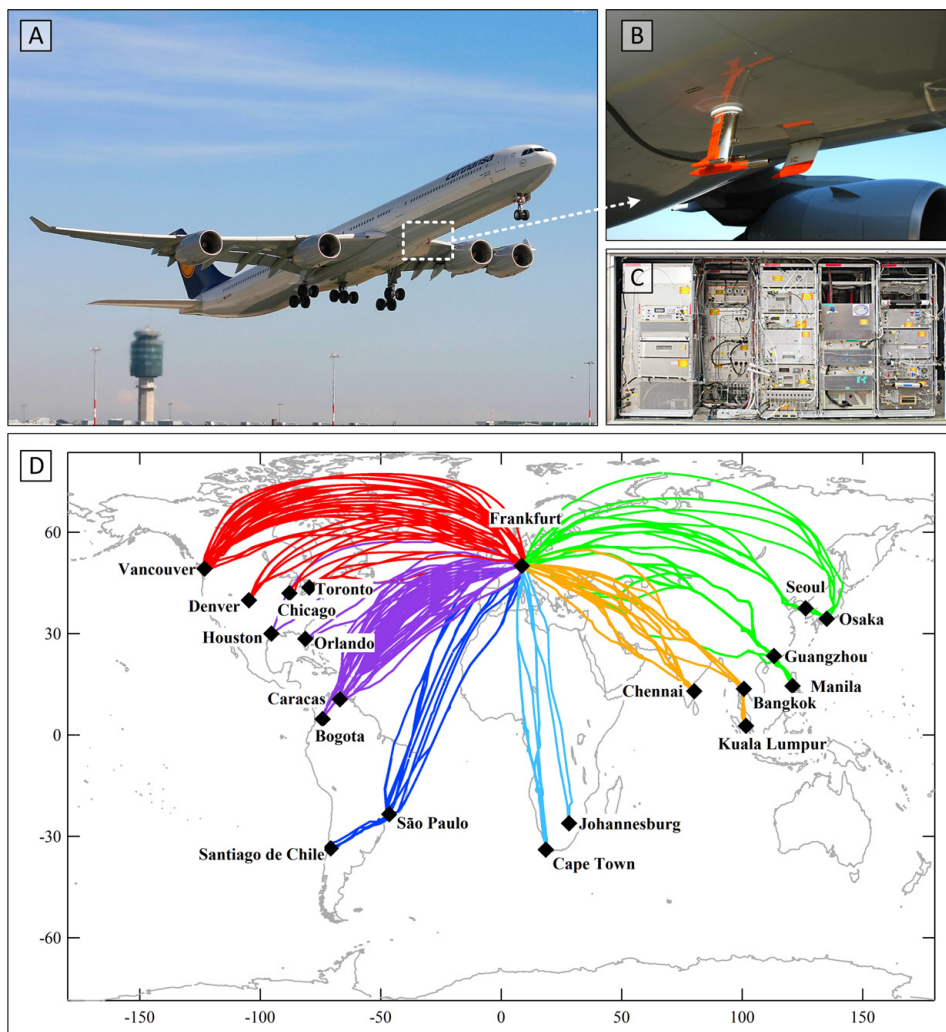 A
Lufthansa
B
C
D
60
30
0
-30
-60
-150
-100
-50
0
50
100
150
Frankfurt
Vancouver
Denver
Chicago
Toronto
Houston
Orlando
Caracas
Bogota
São Paulo
Santiago de Chile
Johannesburg
Cape Town
Seoul
Osaka
Guangzhou
Manila
Chennai
Bangkok
Kuala Lumpur